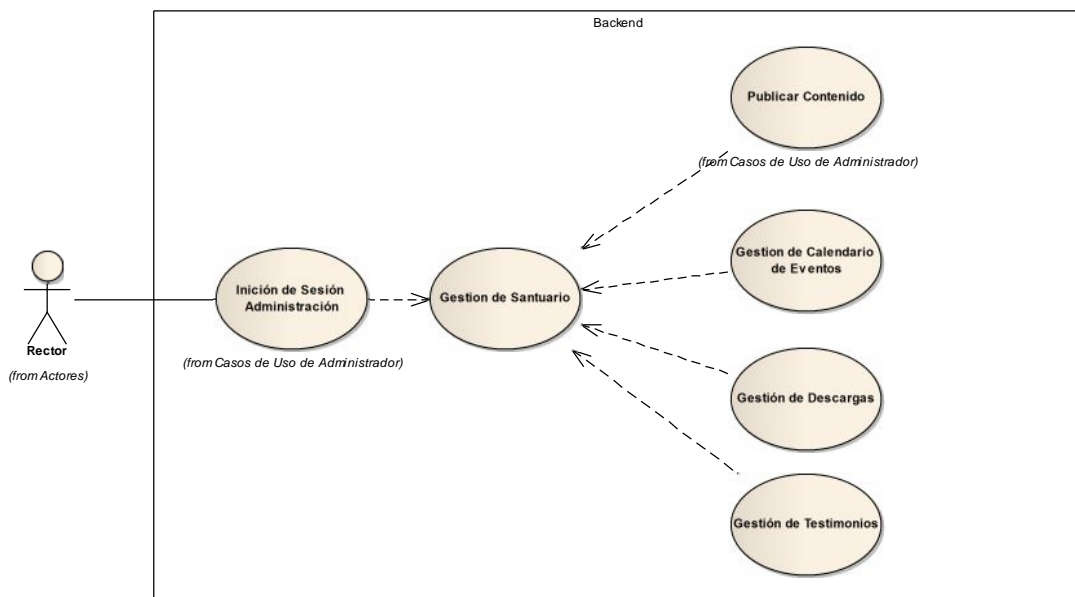 Backend
Publicar Contenido
(from Casos de Uso de Administrador)
Gestion de Calendario
de Eventos
Inición de Sesión
Administración
(from Casos de Uso de Administrador)
Gestion de Santuario
Rector
(from Actores)
Gestión de Descargas
Gestión de Testimonios